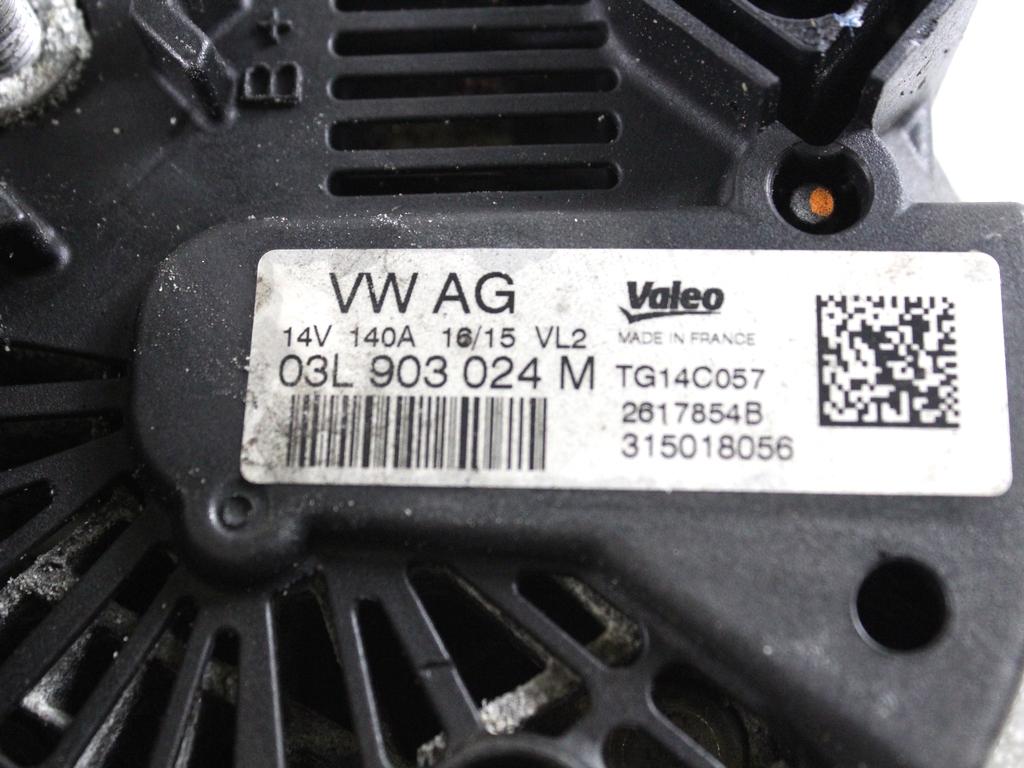 B+
VW AG
14V 140A 16/15 VL2
03L 903 024 M
Valeo
MADE IN FRANCE
TG14C057
2617854B
315018056